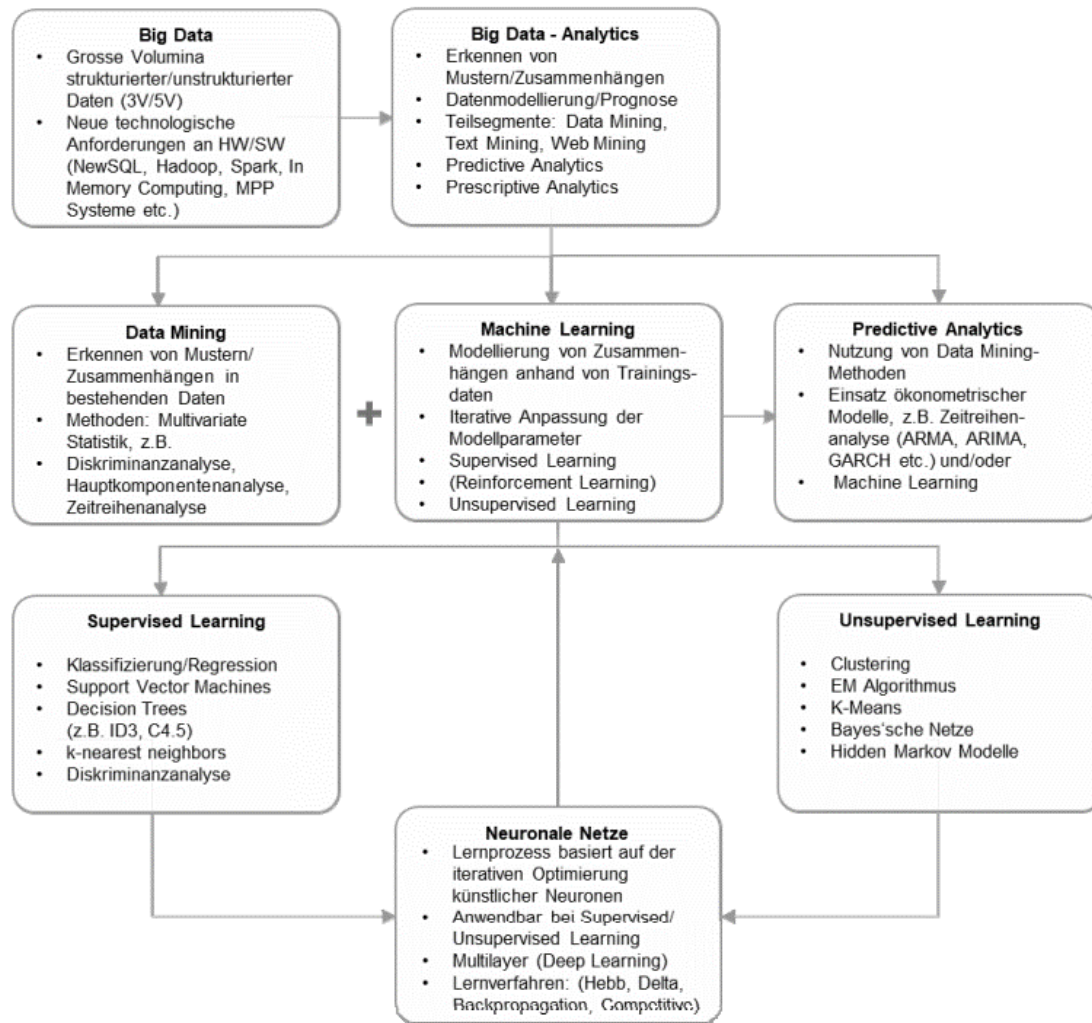 Big Data
• Grosse Volumina
strukturierter/unstrukturierter
Daten (3V/5V)
• Neue technologische
Anforderungen an HW/SW
(NewSQL, Hadoop, Spark, In
Memory Computing, MPP
Systeme etc.)
Big Data - Analytics
• Erkennen von
Mustern/Zusammenhängen
• Datenmodellierung/Prognose
• Teilsegmente: Data Mining,
Text Mining, Web Mining
• Predictive Analytics
• Prescriptive Analytics
Data Mining
• Erkennen von Mustern/
Zusammenhängen in
bestehenden Daten
• Methoden: Multivariate
Statistik, z.B.
• Diskriminanzanalyse,
Hauptkomponentenanalyse,
Zeitreihenanalyse
+
Machine Learning
• Modellierung von Zusammen-
hängen anhand von Trainings-
daten
• Iterative Anpassung der
Modellparameter
• Supervised Learning
• (Reinforcement Learning)
• Unsupervised Learning
Predictive Analytics
• Nutzung von Data Mining-
Methoden
• Einsatz ökonometrischer
Modelle, z.B. Zeitreihen-
analyse (ARMA, ARIMA,
GARCH etc.) und/oder
• Machine Learning
Supervised Learning
• Klassifizierung/Regression
• Support Vector Machines
• Decision Trees
(z.B. ID3, C4.5)
• k-nearest neighbors
• Diskriminanzanalyse
Unsupervised Learning
• Clustering
• EM Algorithmus
• K-Means
• Bayes‘sche Netze
• Hidden Markov Modelle
Neuronale Netze
• Lernprozess basiert auf der
iterativen Optimierung
künstlicher Neuronen
• Anwendbar bei Supervised/
Unsupervised Learning
• Multilayer (Deep Learning)
• Lernverfahren: (Hebb, Delta,
Backpropagation, Competitive)